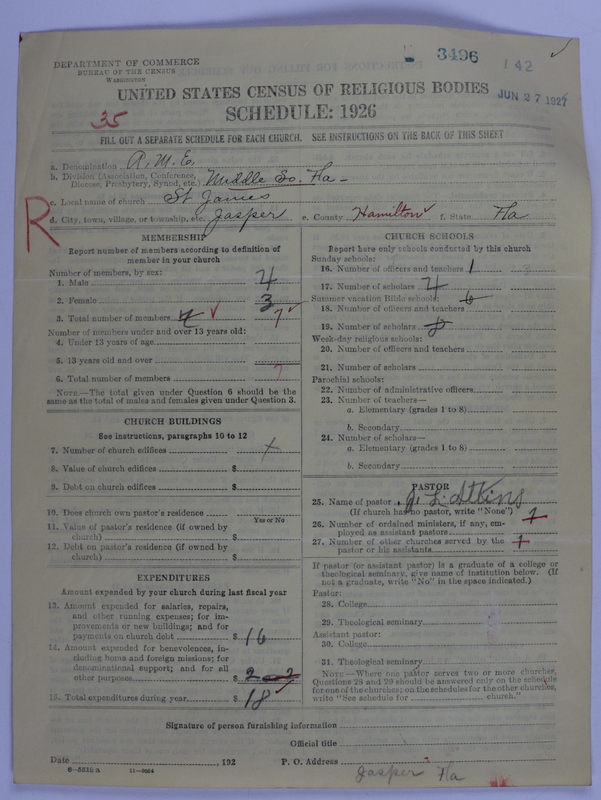 3496
142
DEPARTMENT OF COMMERCE
BUREAU OF THE CENSUS
WASHINGTON
JUN 27 1927
UNITED STATES CENSUS OF RELIGIOUS BODIES
SCHEDULE: 1926
35
FILL OUT A SEPARATE SCHEDULE FOR EACH CHURCH. SEE INSTRUCTIONS ON THE BACK OF THIS SHEET
a. Denomination A. M. E.
b. Division (Association, Conference, Diocese, Presbytery, Synod, etc.) Middle So. Fla -
c. Local name of church St James
R
d. City, town, village, or township, etc. Jasper e. County Hamilton f. State Fla
MEMBERSHIP
Report number of members according to definition of
member in your church
Number of members, by sex:
1. Male 4
2. Female 3
3. Total number of members 7
Number of members under and over 13 years old:
4. Under 13 years of age
5. 13 years old and over
6. Total number of members 7
NOTE.—The total given under Question 6 should be
same as the total of males and females given under Question 3.
CHURCH BUILDINGS
See instructions, paragraphs 10 to 12
7. Number of church edifices
8. Value of church edifices $
9. Debt on church edifices $
10. Does church own pastor's residence
Yes or No
11. Value of pastor's residence (if owned by
church) $
12. Debt on pastor's residence (if owned by
church) $
EXPENDITURES
Amount expended by your church during last fiscal year
13. Amount expended for salaries, repairs,
and other running expenses; for im-
provements or new buildings; and for
payments on church debt $ 16
14. Amount expended for benevolences, in-
cluding home and foreign missions; for
denominational support; and for all
other purposes $ 2
15. Total expenditures during year $ 18
CHURCH SCHOOLS
Report here only schools conducted by this church
Sunday schools:
16. Number of officers and teachers 1
17. Number of scholars 4
Summer vacation Bible schools:
18. Number of officers and teachers
19. Number of scholars
Week-day religious schools:
20. Number of officers and teachers
21. Number of scholars
Parochial schools:
22. Number of administrative officers
23. Number of teachers—
a. Elementary (grades 1 to 8)
b. Secondary
24. Number of scholars—
a. Elementary (grades 1 to 8)
b. Secondary
PASTOR
25. Name of pastor J. L. Atkins
(If church has no pastor, write "None")
26. Number of ordained ministers, if any, em-
ployed as assistant pastors 1
27. Number of other churches served by the
pastor or his assistants 1
If pastor (or assistant pastor) is a graduate of a college or
theological seminary, give name of institution below. (If
not a graduate, write "No" in the space indicated.)
Pastor:
28. College
29. Theological seminary
Assistant pastor:
30. College
31. Theological seminary
NOTE—Where one pastor serves two or more churches,
Questions 28 and 29 should be answered only on the schedule
for one of the churches; on the schedules for the other churches,
write "See schedule for church."
Signature of person furnishing information
Official title
Date , 192 P. O. Address Jasper Fla
8-5315 a 11-9064